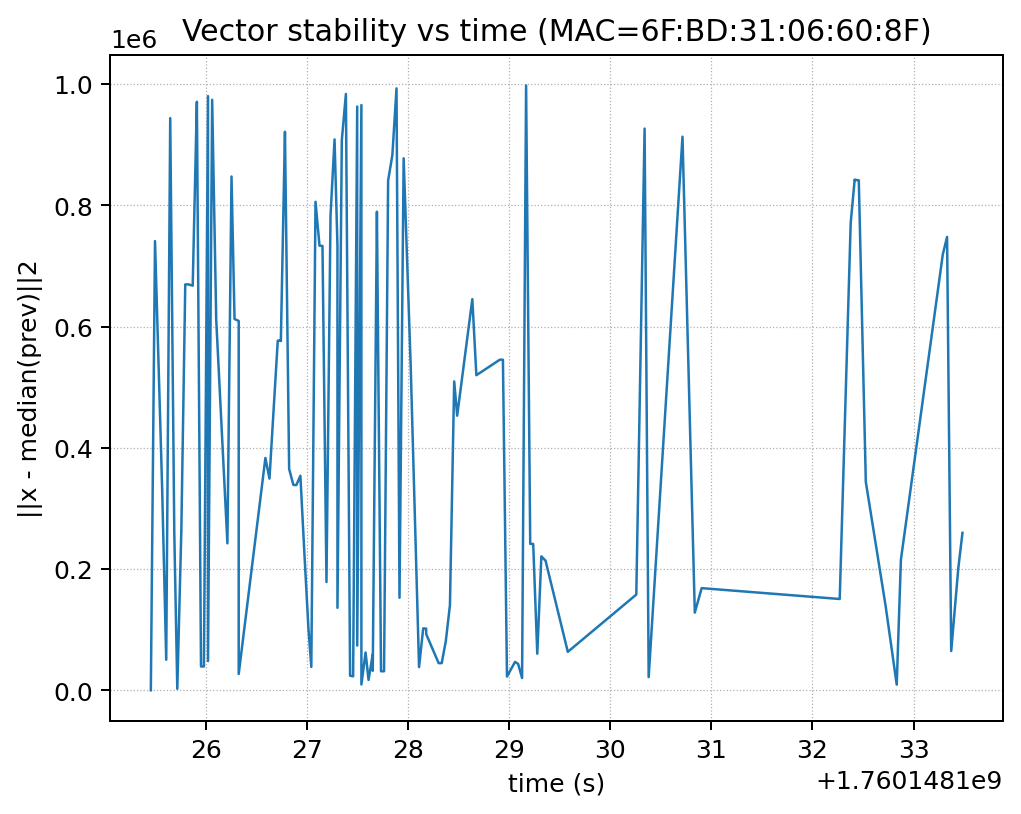 Vector stability vs time (MAC=6F:BD:31:06:60:8F)
1e6
1.0
0.8
0.6
0.4
0.2
0.0
||x - median(prev)||2
26 27 28 29 30 31 32 33
time (s)
+1.7601481e9